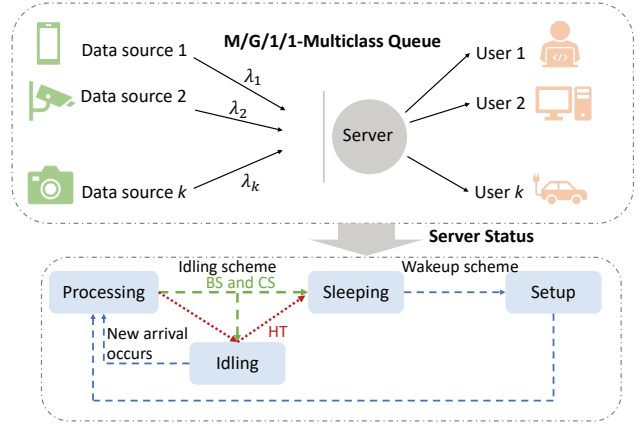 M/G/1/1-Multiclass Queue
Data source 1
λ1
User 1
Data source 2
λ2
User 2
Server
Data source k
λk
User k
Server Status
Idling scheme
Wakeup scheme
BS and CS
Processing
Sleeping
Setup
HT
New arrival
occurs
Idling